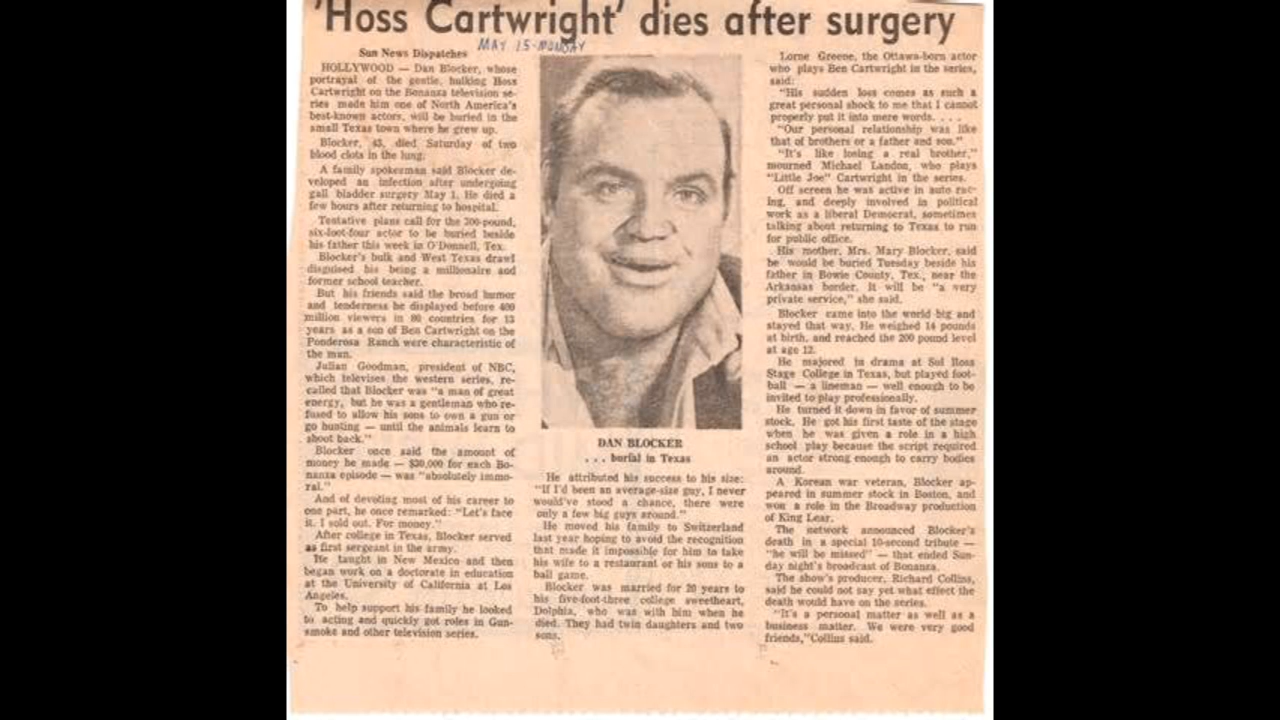 'Hoss Cartwright' dies after surgery
MAY 15-MONDAY
Sun News Dispatches
HOLLYWOOD — Dan Blocker, whose
portrayal of the gentle, hulking Hoss
Cartwright on the Bonanza television se-
ries made him one of North America's
best-known actors, will be buried in the
small Texas town where he grew up.
Blocker, 43, died Saturday of two
blood clots in the lung.
A family spokesman said Blocker de-
veloped an infection after undergoing
gall bladder surgery May 1. He died a
few hours after returning to hospital.
Tentative plans call for the 300-pound,
six-foot-four actor to be buried beside
his father this week in O'Donnell, Tex.
Blocker's bulk and West Texas drawl
disguised his being a millionaire and
former school teacher.
But his friends said the broad humor
and tenderness he displayed before 400
million viewers in 80 countries for 13
years as a son of Ben Cartwright on the
Ponderosa Ranch were characteristic of
the man.
Julian Goodman, president of NBC,
which televises the western series, re-
called that Blocker was "a man of great
energy, but he was a gentleman who re-
fused to allow his sons to own a gun or
go hunting — until the animals learn to
shoot back."
Blocker once said the amount of
money he made — $30,000 for each Bo-
nanza episode — was "absolutely immo-
ral."
And of devoting most of his career to
one part, he once remarked: "Let's face
it. I sold out. For money."
After college in Texas, Blocker served
as first sergeant in the army.
He taught in New Mexico and then
began work on a doctorate in education
at the University of California at Los
Angeles.
To help support his family he looked
to acting and quickly got roles in Gun-
smoke and other television series.
DAN BLOCKER
. . . burial in Texas
He attributed his success to his size:
"If I'd been an average-size guy, I never
would've stood a chance, there were
only a few big guys around."
He moved his family to Switzerland
last year hoping to avoid the recognition
that made it impossible for him to take
his wife to a restaurant or his sons to a
ball game.
Blocker was married for 20 years to
his five-foot-three college sweetheart,
Dolphia, who was with him when he
died. They had twin daughters and two
sons.
Lorne Greene, the Ottawa-born actor
who plays Ben Cartwright in the series,
said:
"His sudden loss comes as such a
great personal shock to me that I cannot
properly put it into mere words. . . .
"Our personal relationship was like
that of brothers or a father and son."
"It's like losing a real brother,"
mourned Michael Landon, who plays
"Little Joe" Cartwright in the series.
Off screen he was active in auto rac-
ing, and deeply involved in political
work as a liberal Democrat, sometimes
talking about returning to Texas to run
for public office.
His mother, Mrs. Mary Blocker, said
he would be buried Tuesday beside his
father in Bowie County, Tex., near the
Arkansas border. It will be "a very
private service," she said.
Blocker came into the world big and
stayed that way. He weighed 14 pounds
at birth, and reached the 200 pound level
at age 12.
He majored in drama at Sul Ross
Stage College in Texas, but played foot-
ball — a lineman — well enough to be
invited to play professionally.
He turned it down in favor of summer
stock. He got his first taste of the stage
when he was given a role in a high
school play because the script required
an actor strong enough to carry bodies
around.
A Korean war veteran, Blocker ap-
peared in summer stock in Boston, and
won a role in the Broadway production
of King Lear.
The network announced Blocker's
death in a special 10-second tribute —
"he will be missed" — that ended Sun-
day night's broadcast of Bonanza.
The show's producer, Richard Collins,
said he could not say yet what effect the
death would have on the series.
"It's a personal matter as well as a
business matter. We were very good
friends,"Collins said.